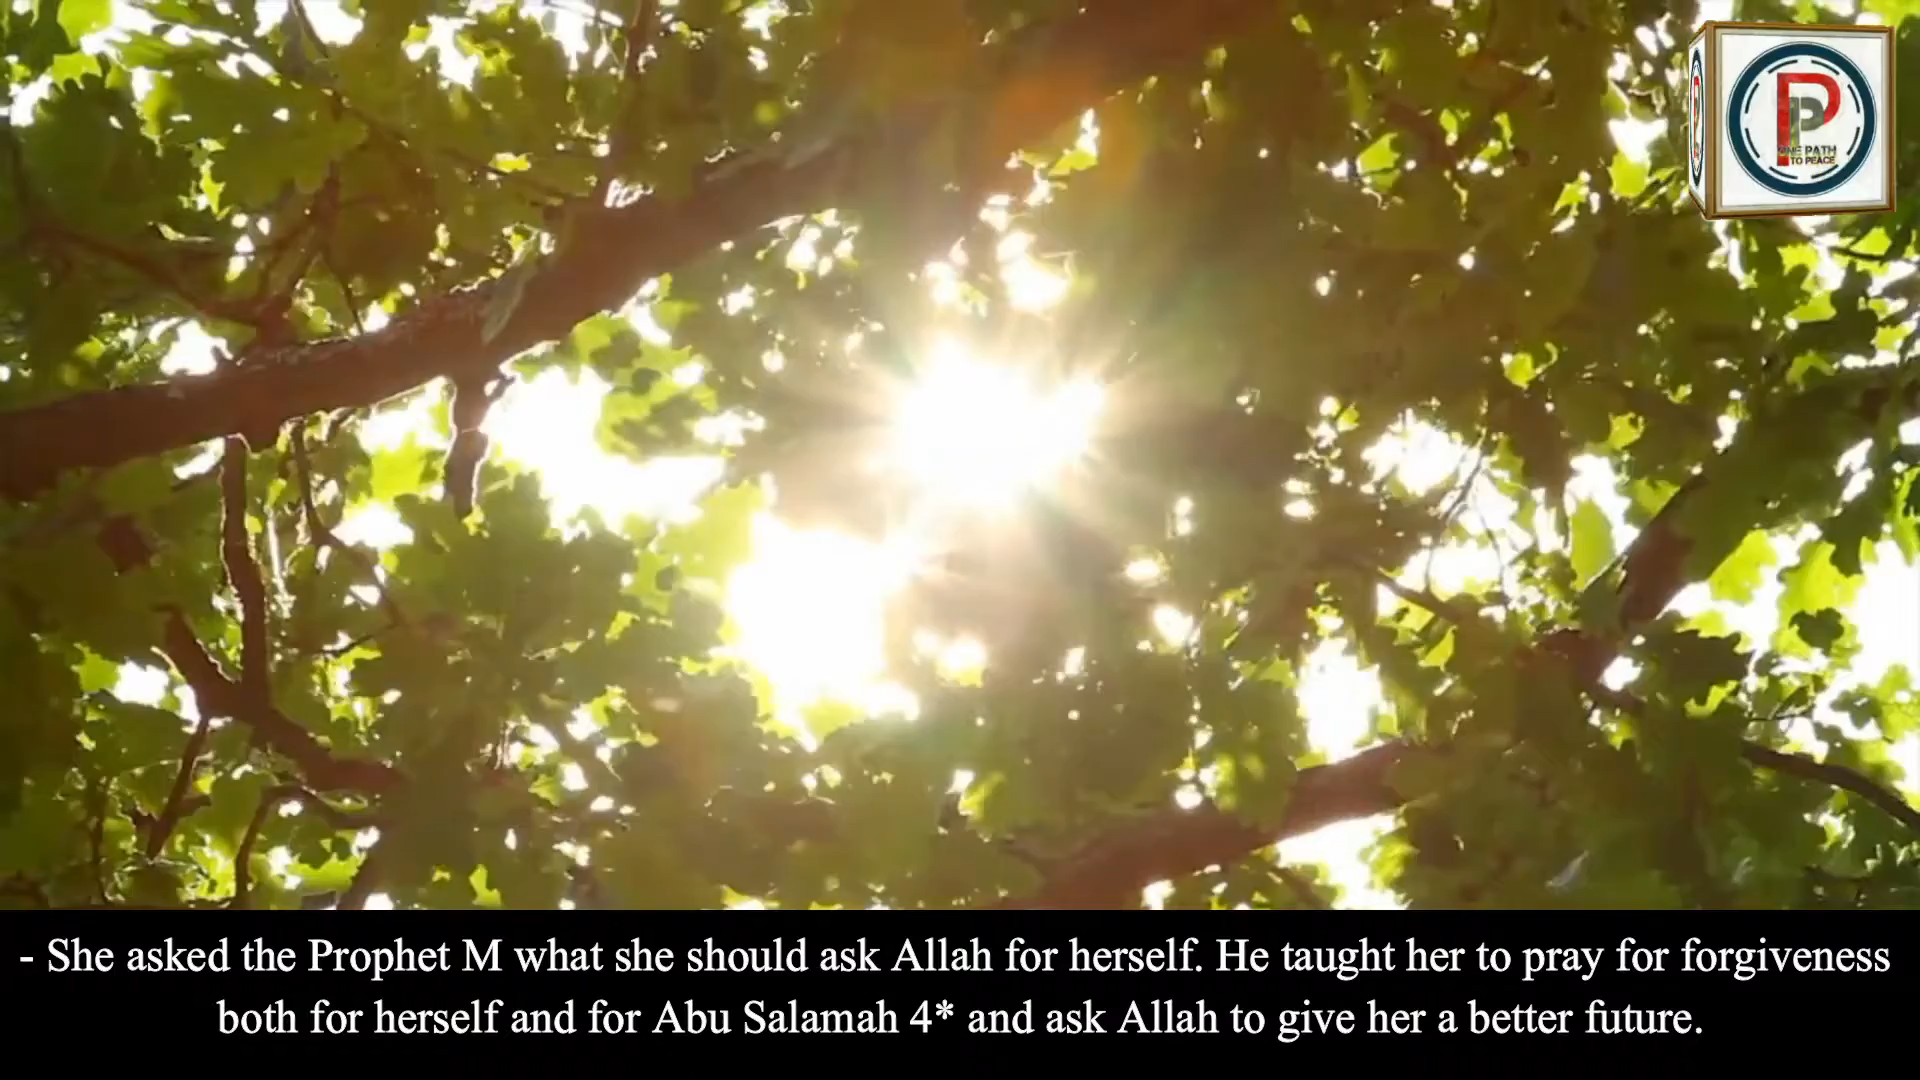 P
ONE PATH
TO PEACE
- She asked the Prophet M what she should ask Allah for herself. He taught her to pray for forgiveness
both for herself and for Abu Salamah 4* and ask Allah to give her a better future.